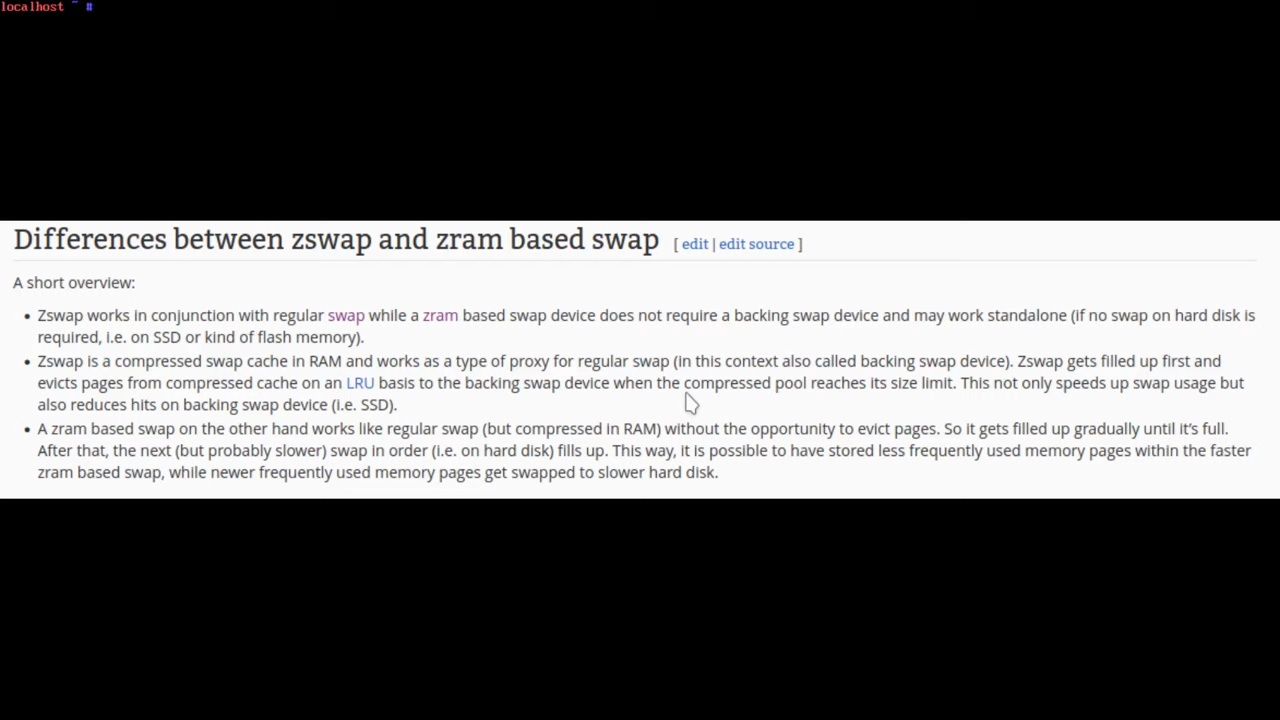 localhost ~ #
Differences between zswap and zram based swap [ edit | edit source ]
A short overview:
• Zswap works in conjunction with regular swap while a zram based swap device does not require a backing swap device and may work standalone (if no swap on hard disk is
required, i.e. on SSD or kind of flash memory).
• Zswap is a compressed swap cache in RAM and works as a type of proxy for regular swap (in this context also called backing swap device). Zswap gets filled up first and
evicts pages from compressed cache on an LRU basis to the backing swap device when the compressed pool reaches its size limit. This not only speeds up swap usage but
also reduces hits on backing swap device (i.e. SSD).
• A zram based swap on the other hand works like regular swap (but compressed in RAM) without the opportunity to evict pages. So it gets filled up gradually until it's full.
After that, the next (but probably slower) swap in order (i.e. on hard disk) fills up. This way, it is possible to have stored less frequently used memory pages within the faster
zram based swap, while newer frequently used memory pages get swapped to slower hard disk.